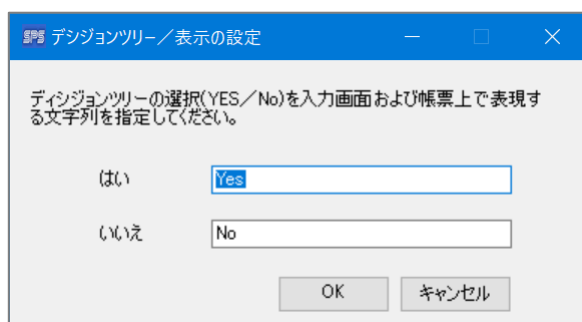 SPS デシジョンツリー／表示の設定
ディシジョンツリーの選択(YES／No)を入力画面および帳票上で表現す
る文字列を指定してください。
はい Yes
いいえ No
OK キャンセル